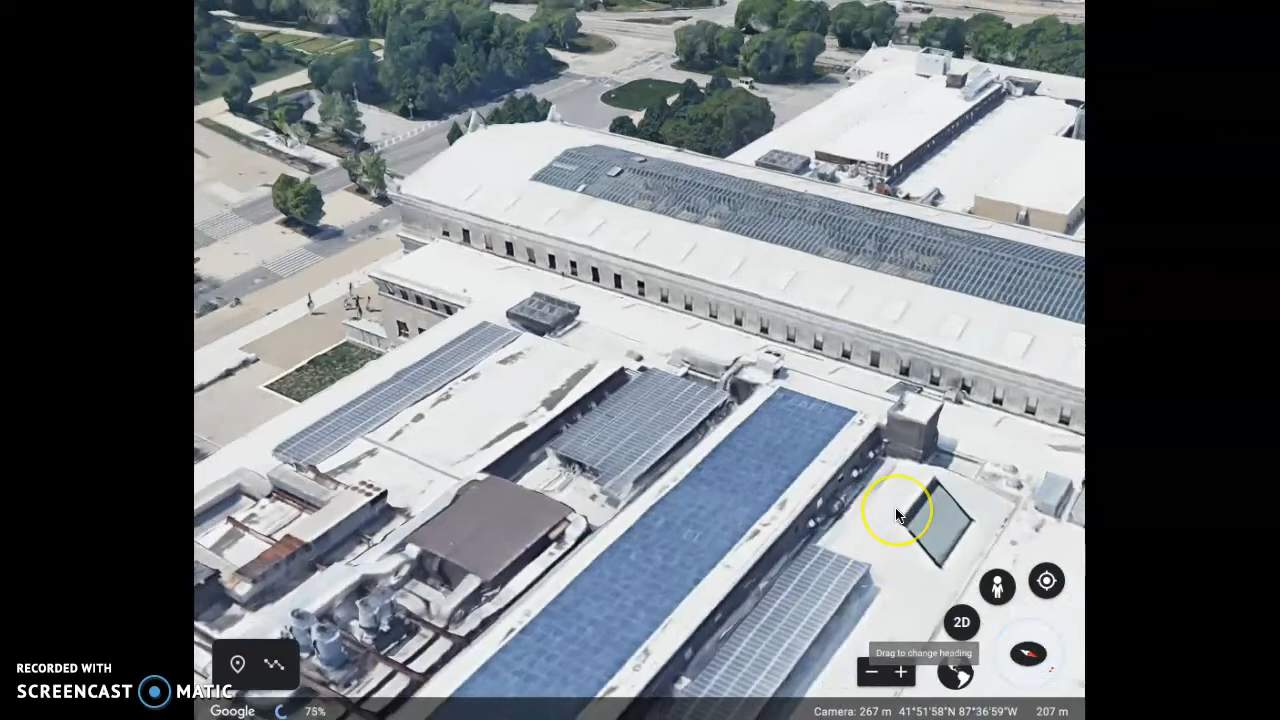 2D
Drag to change heading
RECORDED WITH
SCREENCAST MATIC
Google 75% Camera: 267 m 41°51'58"N 87°36'59"W 207 m